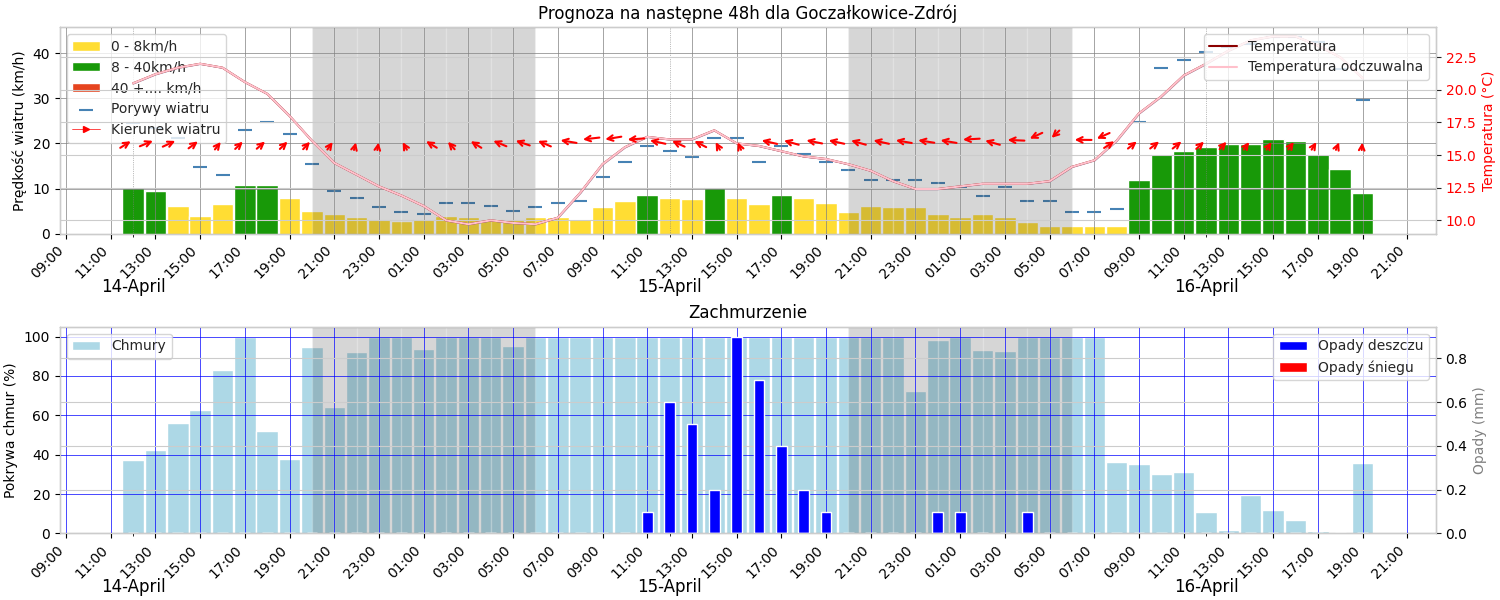 Prognoza na następne 48h dla Goczałkowice-Zdrój
Prędkość wiatru (km/h)
40
30
20
10
0
0 - 8km/h
8 - 40km/h
40 +.... km/h
Porywy wiatru
Kierunek wiatru
Temperatura
Temperatura odczuwalna
22.5
20.0
17.5
15.0
12.5
10.0
Temperatura (°C)
09:00 11:00 13:00 15:00 17:00 19:00 21:00 23:00 01:00 03:00 05:00 07:00 09:00 11:00 13:00 15:00 17:00 19:00 21:00 23:00 01:00 03:00 05:00 07:00 09:00 11:00 13:00 15:00 17:00 19:00 21:00
14-April 15-April 16-April
Zachmurzenie
Pokrywa chmur (%)
100
80
60
40
20
0
Chmury
Opady deszczu
Opady śniegu
0.8
0.6
0.4
0.2
0.0
Opady (mm)
09:00 11:00 13:00 15:00 17:00 19:00 21:00 23:00 01:00 03:00 05:00 07:00 09:00 11:00 13:00 15:00 17:00 19:00 21:00 23:00 01:00 03:00 05:00 07:00 09:00 11:00 13:00 15:00 17:00 19:00 21:00
14-April 15-April 16-April